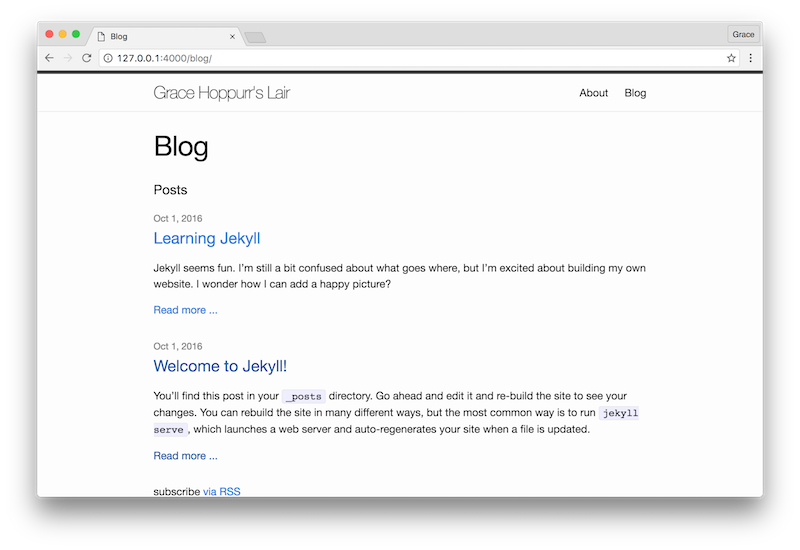 Blog
Grace
127.0.0.1:4000/blog/
Grace Hoppurr's Lair
About
Blog
Blog
Posts
Oct 1, 2016
Learning Jekyll
Jekyll seems fun. I'm still a bit confused about what goes where, but I'm excited about building my own
website. I wonder how I can add a happy picture?
Read more ...
Oct 1, 2016
Welcome to Jekyll!
You'll find this post in your _posts directory. Go ahead and edit it and re-build the site to see your
changes. You can rebuild the site in many different ways, but the most common way is to run jekyll
serve , which launches a web server and auto-regenerates your site when a file is updated.
Read more ...
subscribe via RSS